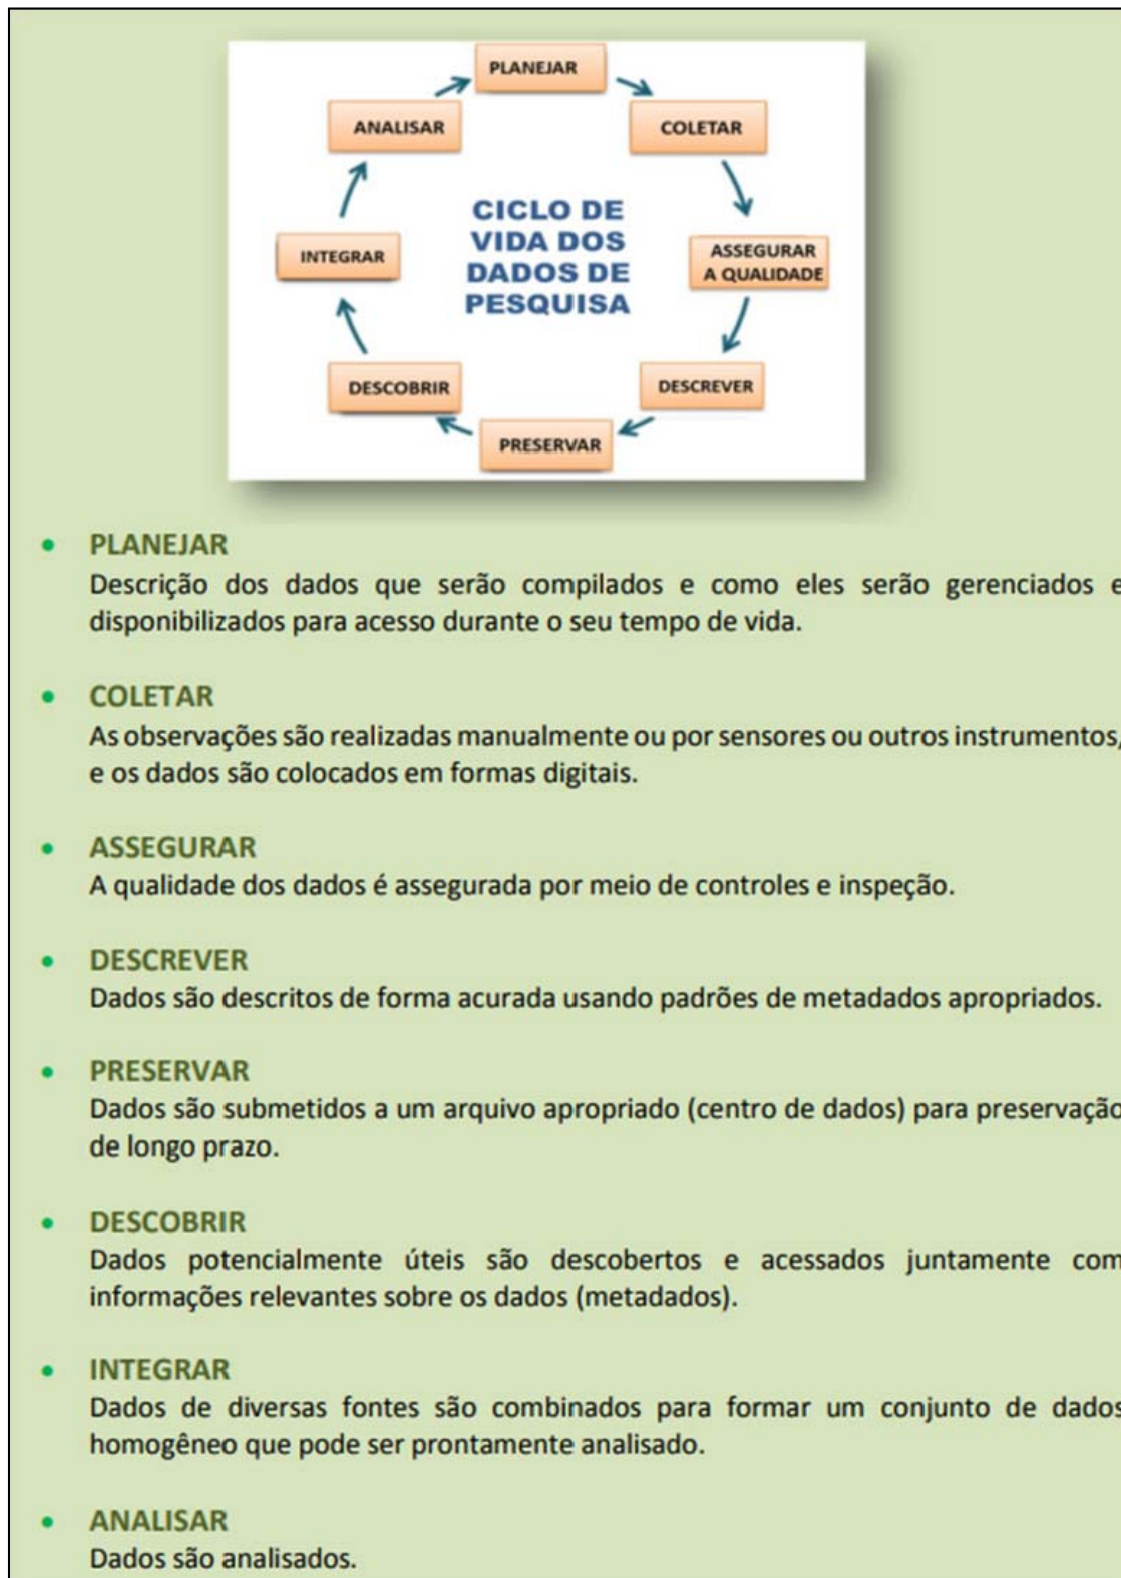 PLANEJAR
COLETAR
ASSEGURAR
A QUALIDADE
DESCREVER
PRESERVAR
DESCOBRIR
INTEGRAR
ANALISAR
CICLO DE
VIDA DOS
DADOS DE
PESQUISA
• PLANEJAR
Descrição dos dados que serão compilados e como eles serão gerenciados e
disponibilizados para acesso durante o seu tempo de vida.
• COLETAR
As observações são realizadas manualmente ou por sensores ou outros instrumentos,
e os dados são colocados em formas digitais.
• ASSEGURAR
A qualidade dos dados é assegurada por meio de controles e inspeção.
• DESCREVER
Dados são descritos de forma acurada usando padrões de metadados apropriados.
• PRESERVAR
Dados são submetidos a um arquivo apropriado (centro de dados) para preservação
de longo prazo.
• DESCOBRIR
Dados potencialmente úteis são descobertos e acessados juntamente com
informações relevantes sobre os dados (metadados).
• INTEGRAR
Dados de diversas fontes são combinados para formar um conjunto de dados
homogêneo que pode ser prontamente analisado.
• ANALISAR
Dados são analisados.